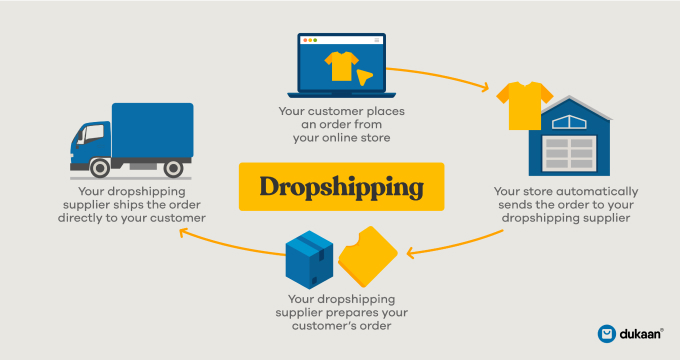 Your customer places
an order from
your online store
Your dropshipping
supplier ships the order
directly to your customer
Dropshipping
Your store automatically
sends the order to your
dropshipping supplier
Your dropshipping
supplier prepares your
customer's order
dukaan®